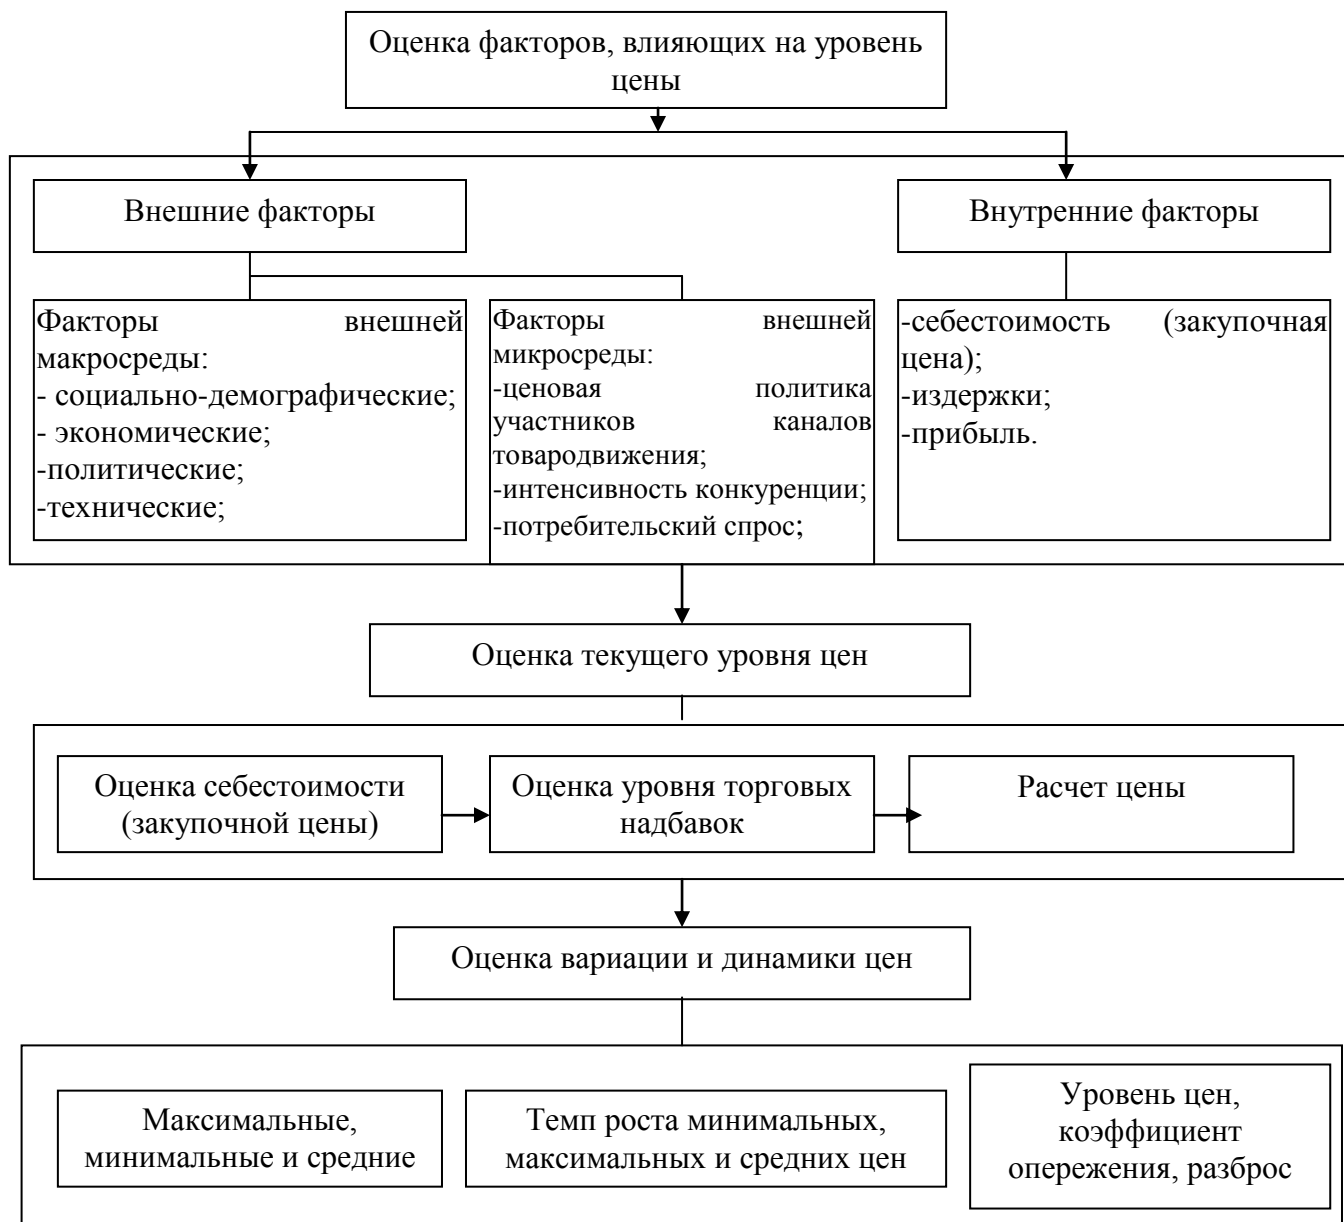 Оценка факторов, влияющих на уровень
цены
Внешние факторы
Внутренние факторы
Факторы внешней
макросреды:
- социально-демографические;
- экономические;
-политические;
-технические;
Факторы внешней
микросреды:
-ценовая политика
участников каналов
товародвижения;
-интенсивность конкуренции;
-потребительский спрос;
-себестоимость (закупочная
цена);
-издержки;
-прибыль.
Оценка текущего уровня цен
Оценка себестоимости
(закупочной цены)
Оценка уровня торговых
надбавок
Расчет цены
Оценка вариации и динамики цен
Максимальные,
минимальные и средние
Темп роста минимальных,
максимальных и средних цен
Уровень цен,
коэффициент
опережения, разброс